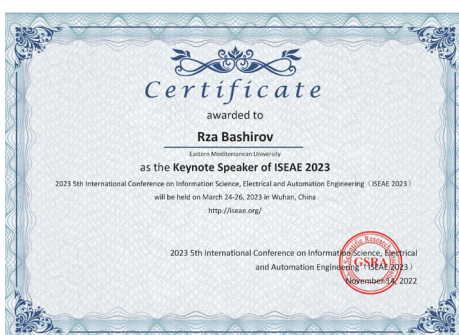 Certificate
awarded to
Rza Bashirov
Eastern Mediterranean University
as the Keynote Speaker of ISEAE 2023
2023 5th International Conference on Information Science, Electrical and Automation Engineering（ISEAE 2023）
will be held on March 24-26, 2023 in Wuhan, China
http://iseae.org/
2023 5th International Conference on Information Science, Electrical
and Automation Engineering（ISEAE 2023）
November 14, 2022
Scientific Research
GSRA